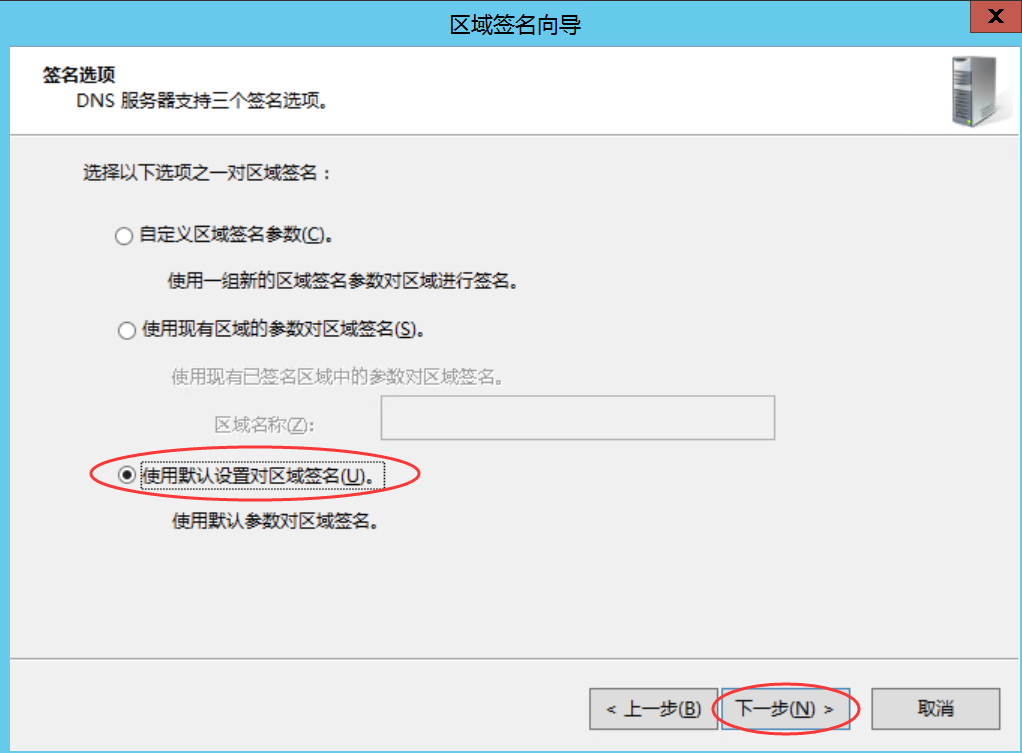 区域签名向导
X
签名选项
DNS 服务器支持三个签名选项。
选择以下选项之一对区域签名：
自定义区域签名参数(C)。
使用一组新的区域签名参数对区域进行签名。
使用现有区域的参数对区域签名(S)。
使用现有已签名区域中的参数对区域签名。
区域名称(Z):
使用默认设置对区域签名(U)。
使用默认参数对区域签名。
< 上一步(B) 下一步(N) > 取消